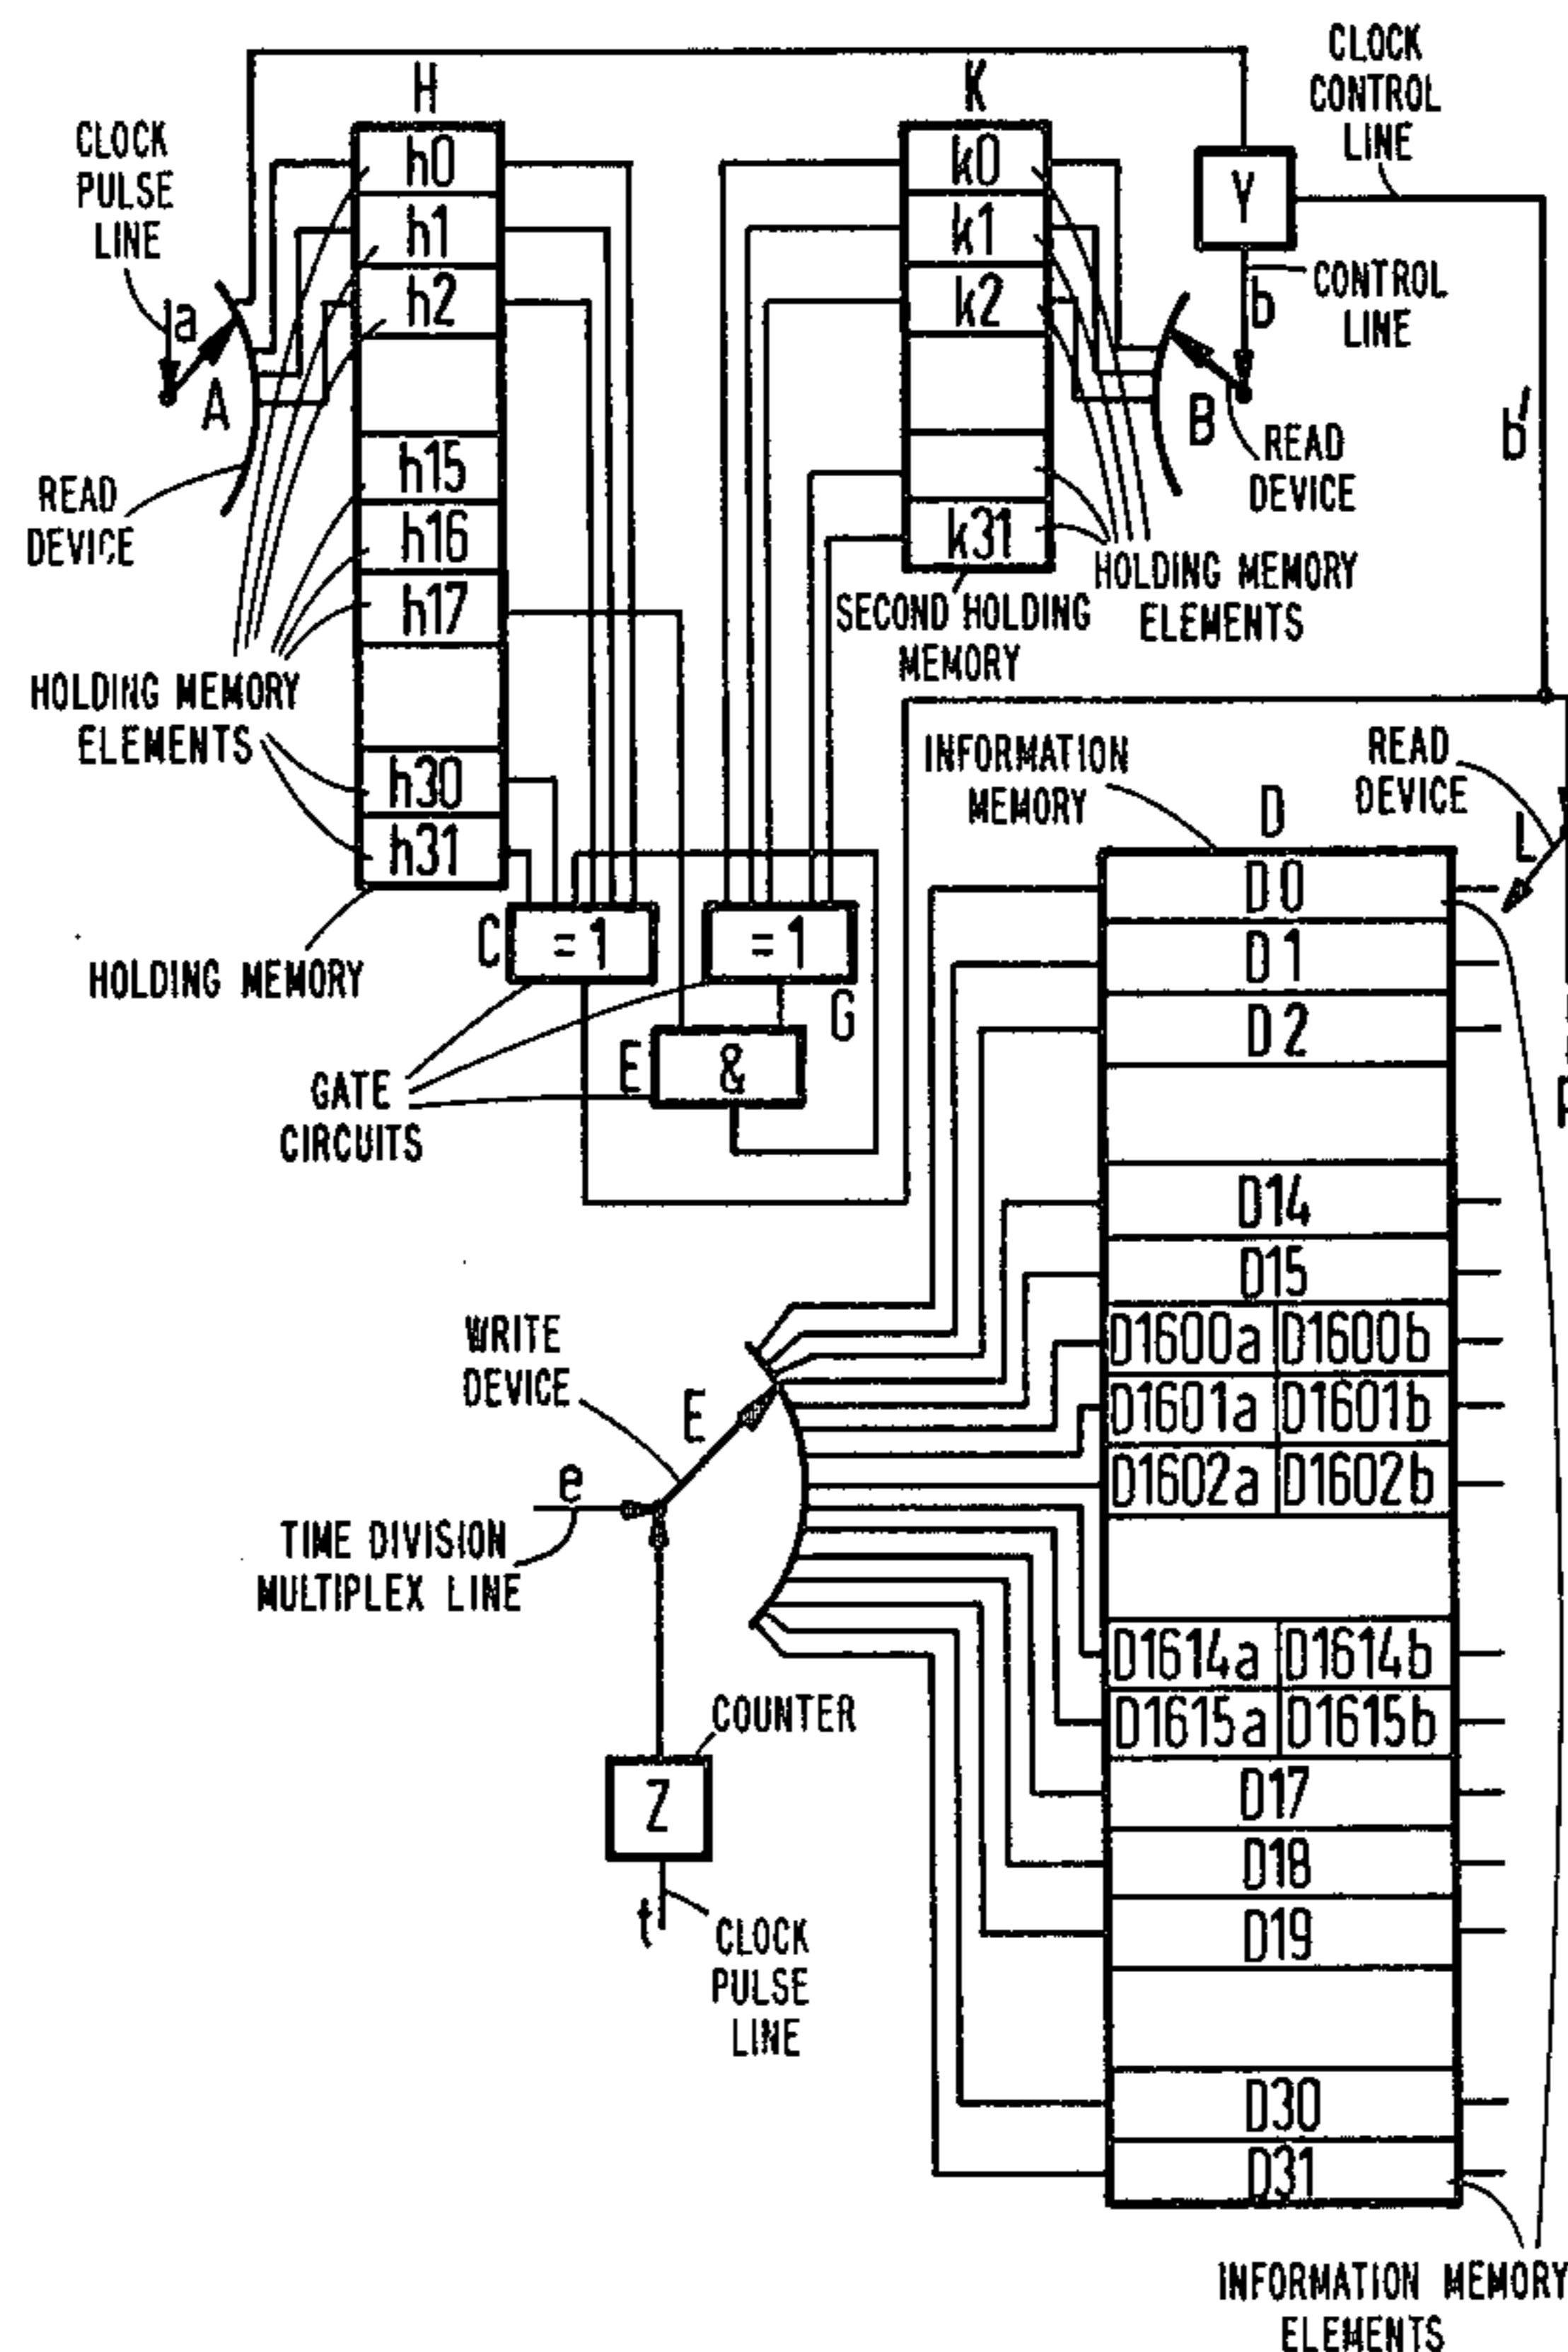 CLOCK
PULSE
LINE
H
h0
h1
h2
h15
h16
h17
h30
h31
a
A
READ
DEVICE
HOLDING MEMORY
ELEMENTS
HOLDING MEMORY
K
k0
k1
k2
k31
CLOCK
CONTROL
LINE
Y
CONTROL
LINE
b
B
READ
DEVICE
b'
HOLDING MEMORY
ELEMENTS
SECOND HOLDING
MEMORY
C
=1
=1
G
E
&
GATE
CIRCUITS
INFORMATION
MEMORY
D
READ
DEVICE
L
D0
D1
D2
D14
D15
D1600a D1600b
D1601a D1601b
D1602a D1602b
D1614a D1614b
D1615a D1615b
D17
D18
D19
D30
D31
WRITE
DEVICE
E
e
TIME DIVISION
MULTIPLEX LINE
COUNTER
Z
t
CLOCK
PULSE
LINE
INFORMATION MEMORY
ELEMENTS